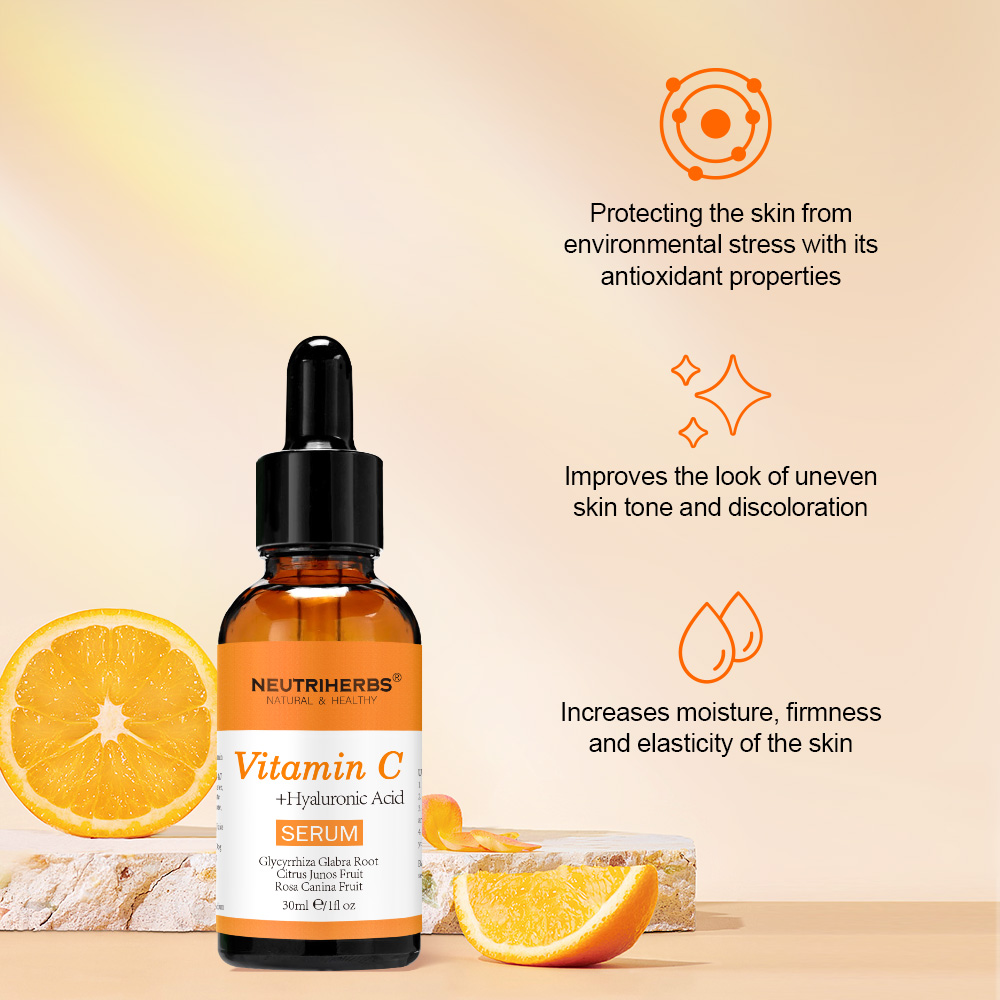 Protecting the skin from
environmental stress with its
antioxidant properties
Improves the look of uneven
skin tone and discoloration
Increases moisture, firmness
and elasticity of the skin
NEUTRIHERBS®
NATURAL & HEALTHY
Vitamin C
+Hyaluronic Acid
SERUM
Glycyrrhiza Glabra Root
Citrus Junos Fruit
Rosa Canina Fruit
30ml ℮/1fl oz